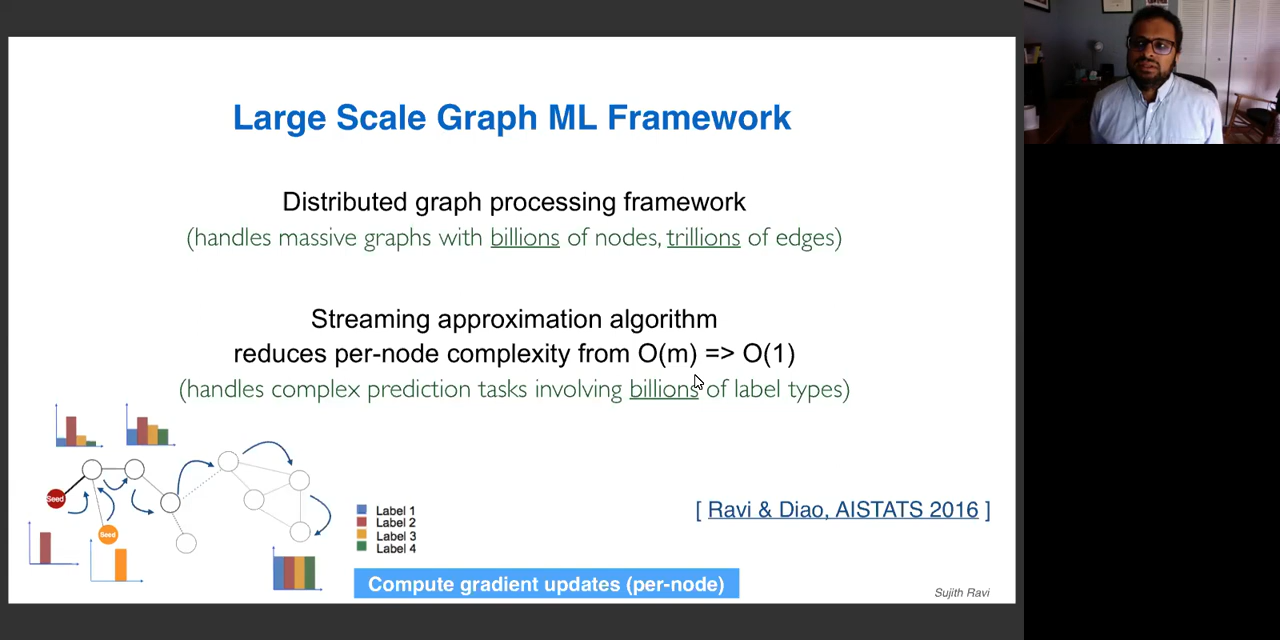 Large Scale Graph ML Framework
Distributed graph processing framework
(handles massive graphs with billions of nodes, trillions of edges)
Streaming approximation algorithm
reduces per-node complexity from O(m) => O(1)
(handles complex prediction tasks involving billions of label types)
Seed
Seed
Label 1
Label 2
Label 3
Label 4
[ Ravi & Diao, AISTATS 2016 ]
Compute gradient updates (per-node)
Sujith Ravi